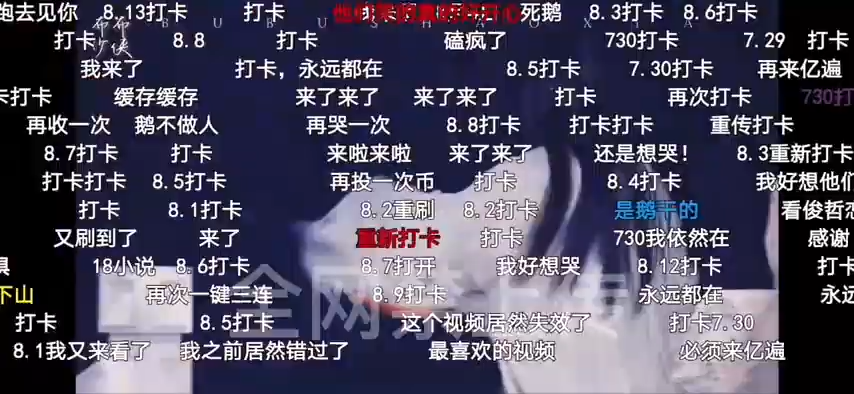 跑去见你 8.13打卡 打卡 死鹅 8.3打卡 8.6打卡
布布少侠 BUBUSHAOXIA
打卡 8.8 打卡 磕疯了 730打卡 7.29 打卡
我来了 打卡，永远都在 8.5打卡 7.30打卡 再来亿遍
卡打卡 缓存缓存 来了来了 来了来了 打卡 再次打卡 730打
再收一次 鹅不做人 再哭一次 8.8打卡 打卡打卡 重传打卡
8.7打卡 打卡 来啦来啦 来了来了 还是想哭！ 8.3重新打卡
打卡打卡 8.5打卡 再投一次币 打卡 8.4打卡 我好想他们
打卡 8.1打卡 8.2重刷 8.2打卡 是鹅干的 看俊哲恋
又刷到了 来了 重新打卡 打卡 730我依然在 感谢
18小说 8.6打卡 8.7打开 我好想哭 8.12打卡 打卡
下山 再次一键三连 8.9打卡 永远都在 永远
全网禁上传
打卡 8.5打卡 这个视频居然失效了 打卡7.30
8.1我又来看了 我之前居然错过了 最喜欢的视频 必须来亿遍